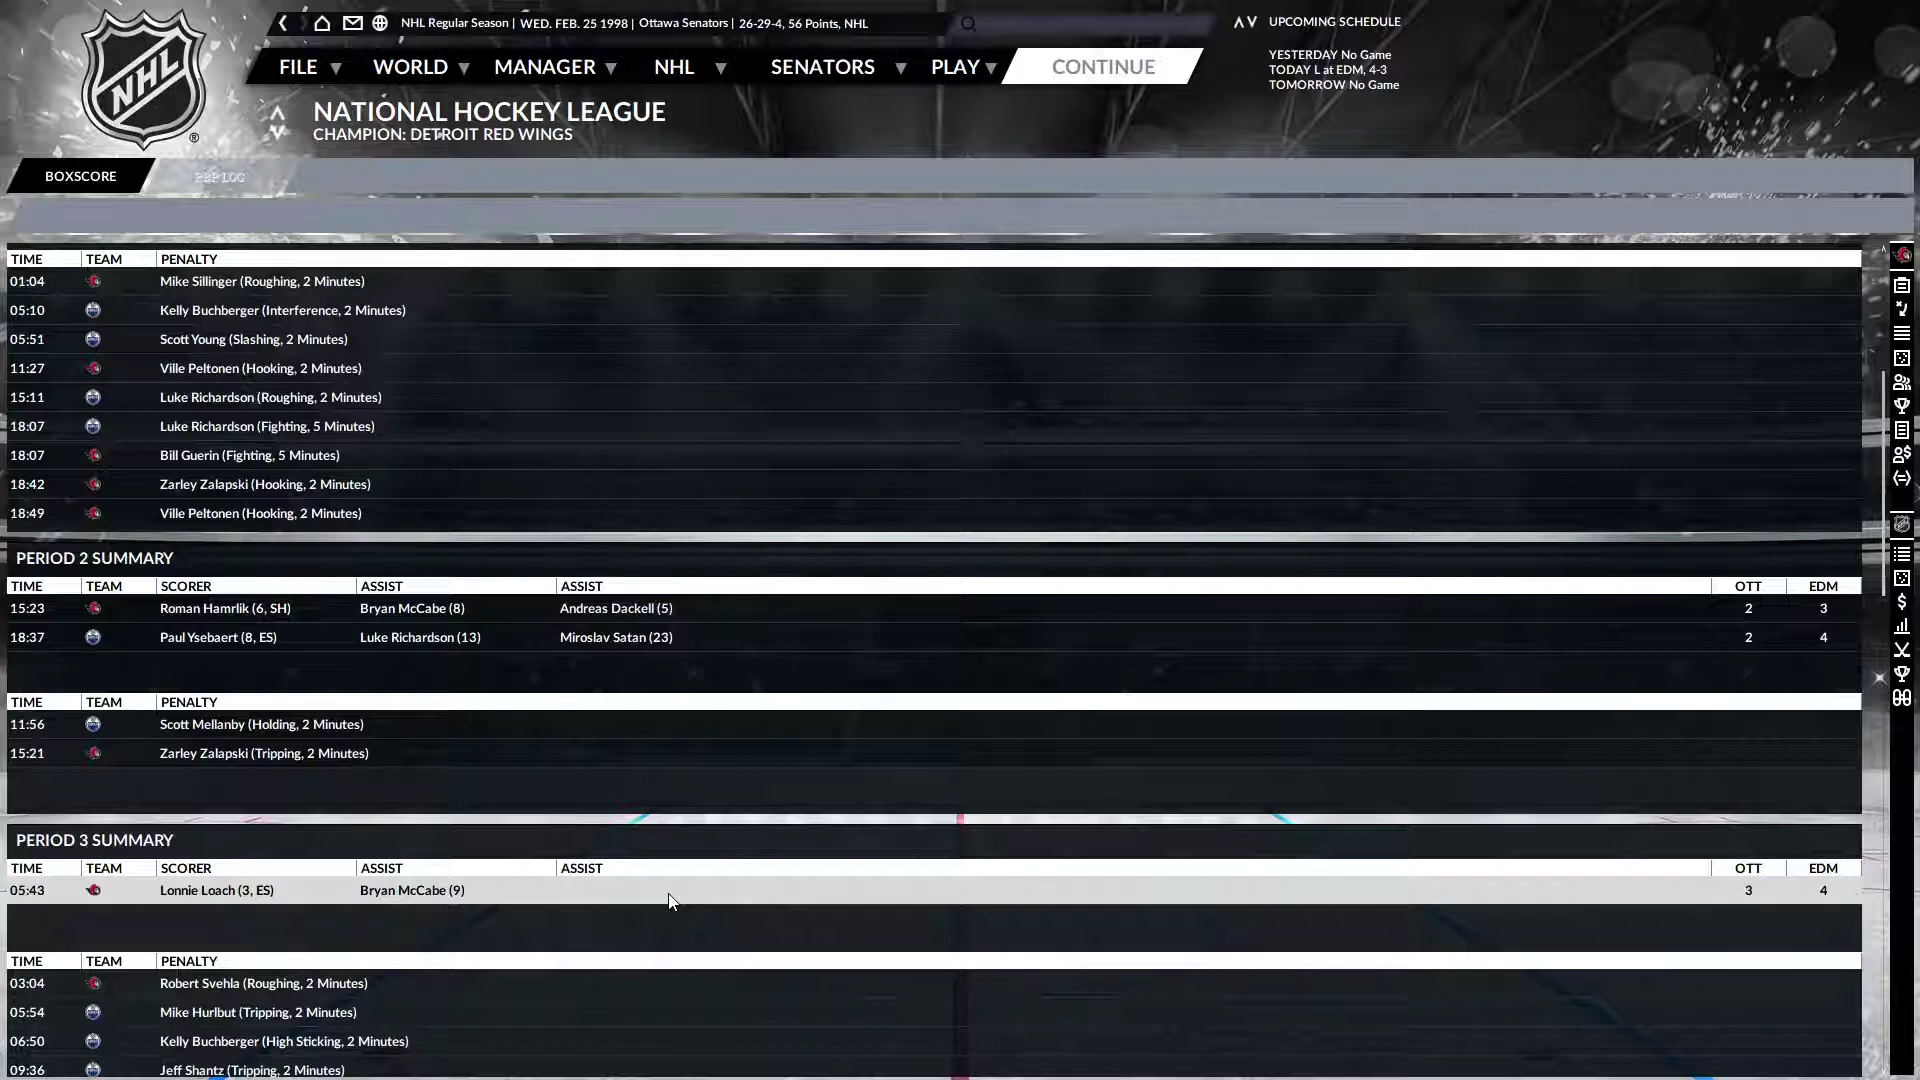 NHL Regular Season | WED. FEB. 25 1998 | Ottawa Senators | 26-29-4, 56 Points, NHL
UPCOMING SCHEDULE
YESTERDAY No Game
TODAY L at EDM, 4-3
TOMORROW No Game
NHL
FILE WORLD MANAGER NHL SENATORS PLAY CONTINUE
NATIONAL HOCKEY LEAGUE
CHAMPION: DETROIT RED WINGS
BOXSCORE PBP LOG
TIME TEAM PENALTY
01:04 Mike Sillinger (Roughing, 2 Minutes)
05:10 Kelly Buchberger (Interference, 2 Minutes)
05:51 Scott Young (Slashing, 2 Minutes)
11:27 Ville Peltonen (Hooking, 2 Minutes)
15:11 Luke Richardson (Roughing, 2 Minutes)
18:07 Luke Richardson (Fighting, 5 Minutes)
18:07 Bill Guerin (Fighting, 5 Minutes)
18:42 Zarley Zalapski (Hooking, 2 Minutes)
18:49 Ville Peltonen (Hooking, 2 Minutes)
PERIOD 2 SUMMARY
TIME TEAM SCORER ASSIST ASSIST OTT EDM
15:23 Roman Hamrlik (6, SH) Bryan McCabe (8) Andreas Dackell (5) 2 3
18:37 Paul Ysebaert (8, ES) Luke Richardson (13) Miroslav Satan (23) 2 4
TIME TEAM PENALTY
11:56 Scott Mellanby (Holding, 2 Minutes)
15:21 Zarley Zalapski (Tripping, 2 Minutes)
PERIOD 3 SUMMARY
TIME TEAM SCORER ASSIST ASSIST OTT EDM
05:43 Lonnie Loach (3, ES) Bryan McCabe (9) 3 4
TIME TEAM PENALTY
03:04 Robert Svehla (Roughing, 2 Minutes)
05:54 Mike Hurlbut (Tripping, 2 Minutes)
06:50 Kelly Buchberger (High Sticking, 2 Minutes)
09:36 Jeff Shantz (Tripping, 2 Minutes)